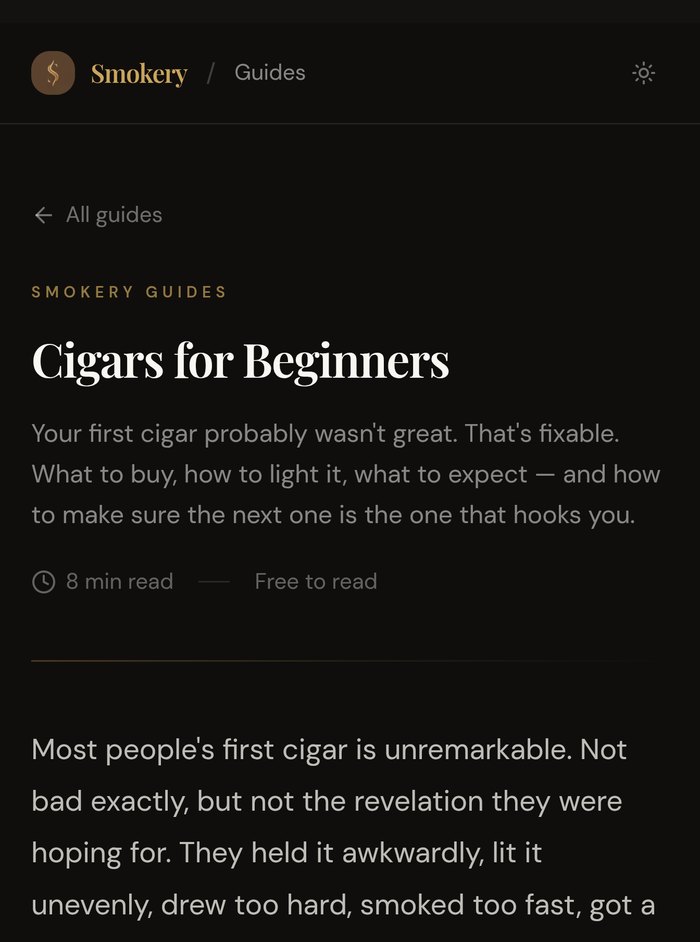 Smokery / Guides
← All guides
SMOKERY GUIDES
Cigars for Beginners
Your first cigar probably wasn't great. That's fixable.
What to buy, how to light it, what to expect — and how
to make sure the next one is the one that hooks you.
8 min read — Free to read
Most people's first cigar is unremarkable. Not
bad exactly, but not the revelation they were
hoping for. They held it awkwardly, lit it
unevenly, drew too hard, smoked too fast, got a